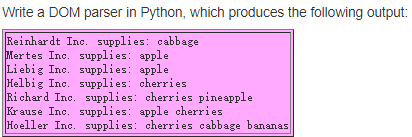 Write a DOM parser in Python, which produces the following output:
Reinhardt Inc. supplies: cabbage
Mertes Inc. supplies: apple
Liebig Inc. supplies: apple
Helbig Inc. supplies: cherries
Richard Inc. supplies: cherries pineapple
Krause Inc. supplies: apple cherries
Hoeller Inc. supplies: cherries cabbage bananas